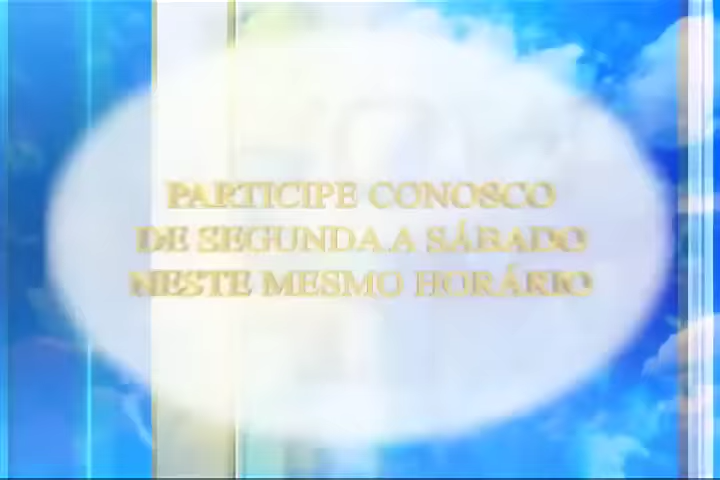 PARTICIPE CONOSCO
DE SEGUNDA A SÁBADO
NESTE MESMO HORÁRIO